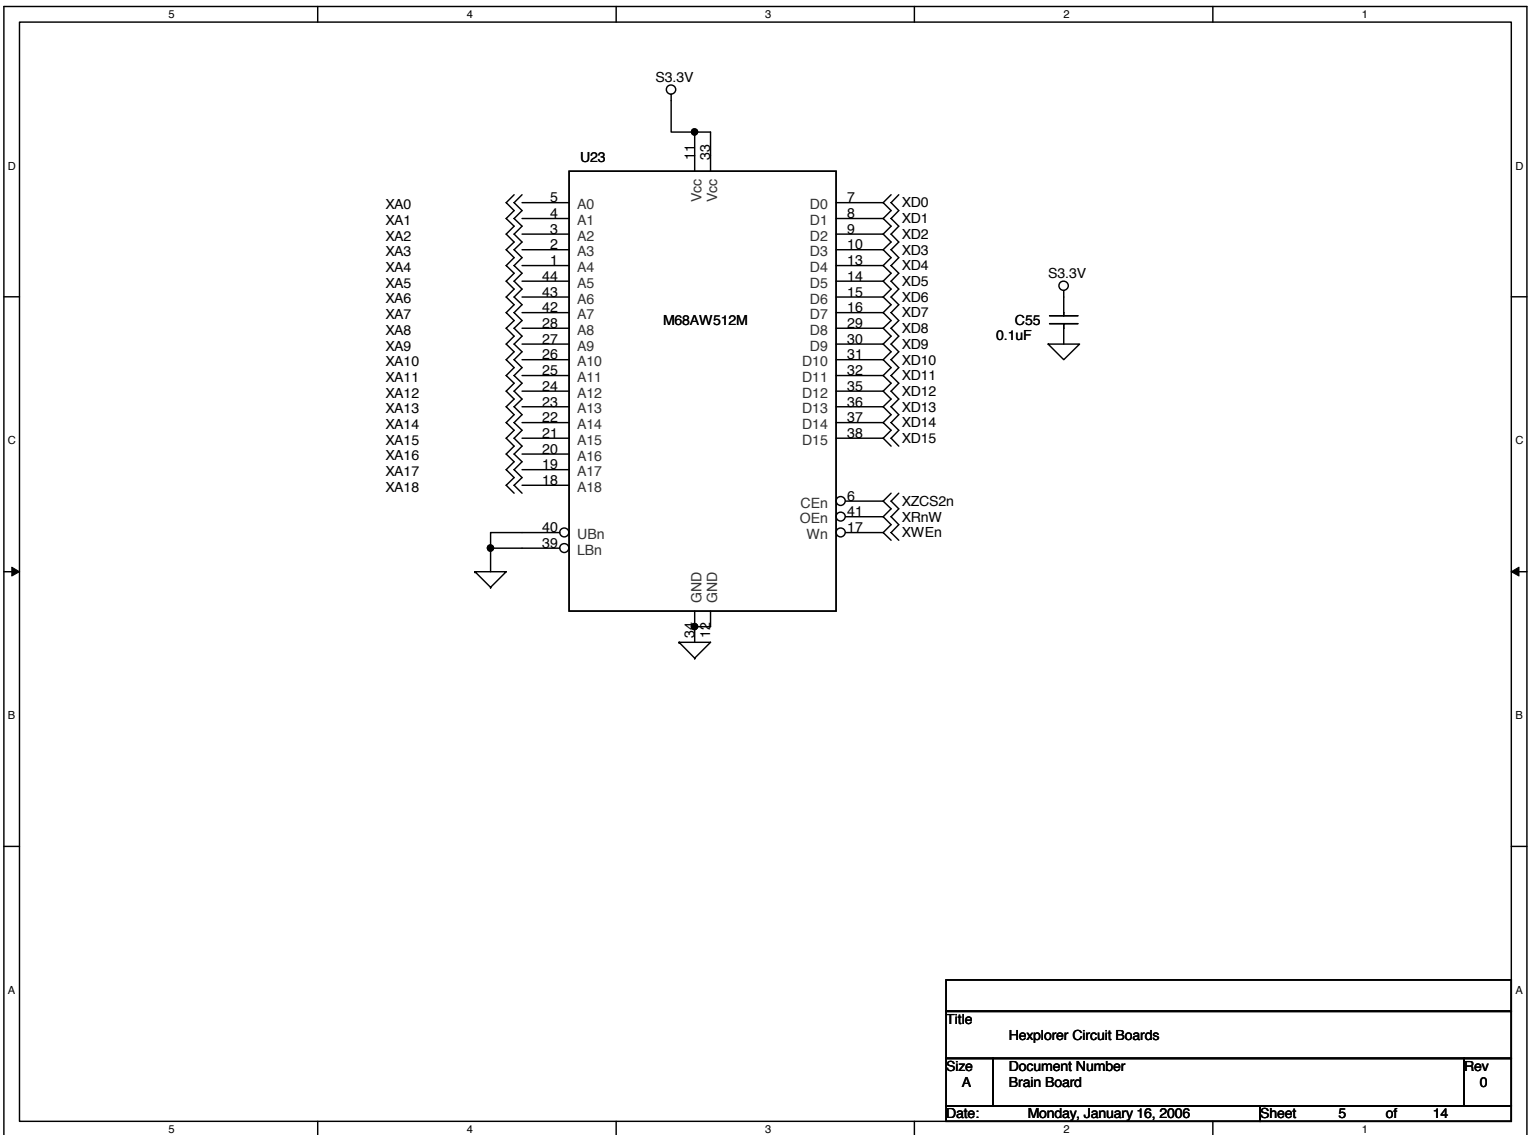 5 4 3 2 1
S3.3V
11 33
U23
Vcc Vcc
D D
XA0 5 A0 D0 7 XD0
XA1 4 A1 D1 8 XD1
XA2 3 A2 D2 9 XD2
XA3 2 A3 D3 10 XD3
XA4 1 A4 D4 13 XD4
XA5 44 A5 D5 14 XD5
XA6 43 A6 D6 15 XD6
XA7 42 A7 D7 16 XD7
XA8 28 A8 D8 29 XD8
XA9 27 A9 D9 30 XD9
XA10 26 A10 D10 31 XD10
XA11 25 A11 D11 32 XD11
XA12 24 A12 D12 35 XD12
XA13 23 A13 D13 36 XD13
XA14 22 A14 D14 37 XD14
XA15 21 A15 D15 38 XD15
XA16 20 A16
XA17 19 A17
XA18 18 A18
M68AW512M
S3.3V
C55
0.1uF
C C
CEn 6 XZCS2n
OEn 41 XRnW
Wn 17 XWEn
40 UBn
39 LBn
GND GND
34 12
B B
A A
Title
Hexplorer Circuit Boards
Size Document Number Rev
A Brain Board 0
Date: Monday, January 16, 2006 Sheet 5 of 14
5 4 3 2 1